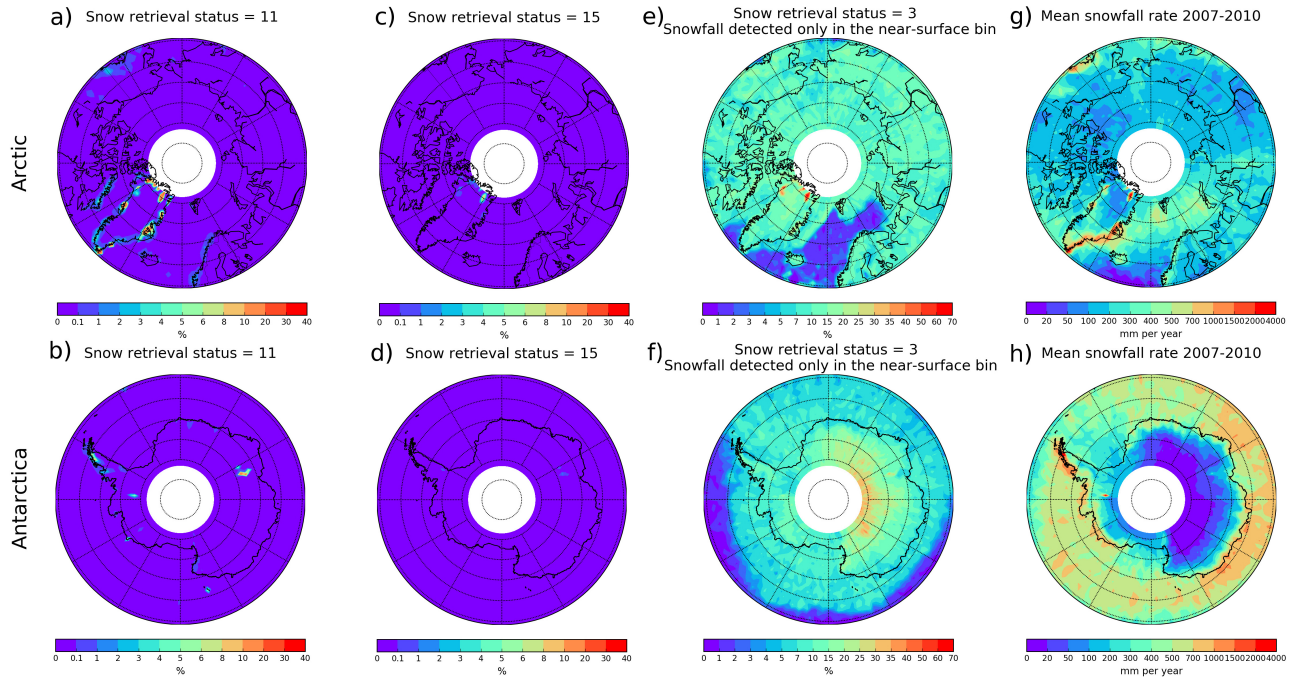 a) Snow retrieval status = 11
c) Snow retrieval status = 15
e) Snow retrieval status = 3
Snowfall detected only in the near-surface bin
g) Mean snowfall rate 2007-2010
Arctic
0 0.1 1 2 3 4 5 6 8 10 20 30 40
%
0 0.1 1 2 3 4 5 6 8 10 20 30 40
%
0 1 2 3 4 5 7 10 15 25 35 40 50 60 70
%
0 20 50 100 200 300 400 500 700 1000 1500 2000 4000
mm per year
b) Snow retrieval status = 11
d) Snow retrieval status = 15
f) Snow retrieval status = 3
Snowfall detected only in the near-surface bin
h) Mean snowfall rate 2007-2010
Antarctica
0 0.1 1 2 3 4 5 6 8 10 20 30 40
%
0 0.1 1 2 3 4 5 6 8 10 20 30 40
%
0 1 2 3 4 5 7 10 15 23 35 40 50 60 70
%
0 20 50 100 200 300 400 500 700 1000 1500 2000 4000
mm per year